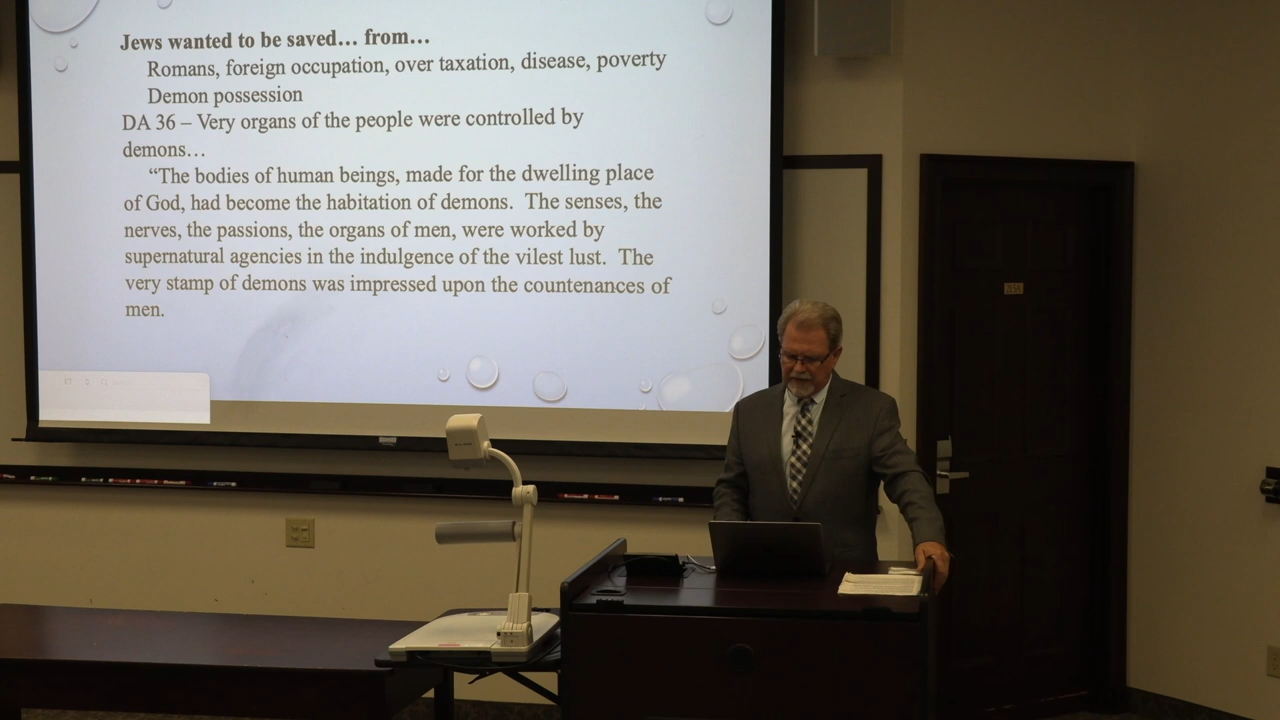 Jews wanted to be saved… from…
Romans, foreign occupation, over taxation, disease, poverty
Demon possession
DA 36 – Very organs of the people were controlled by
demons…
“The bodies of human beings, made for the dwelling place
of God, had become the habitation of demons.  The senses, the
nerves, the passions, the organs of men, were worked by
supernatural agencies in the indulgence of the vilest lust.  The
very stamp of demons was impressed upon the countenances of
men.